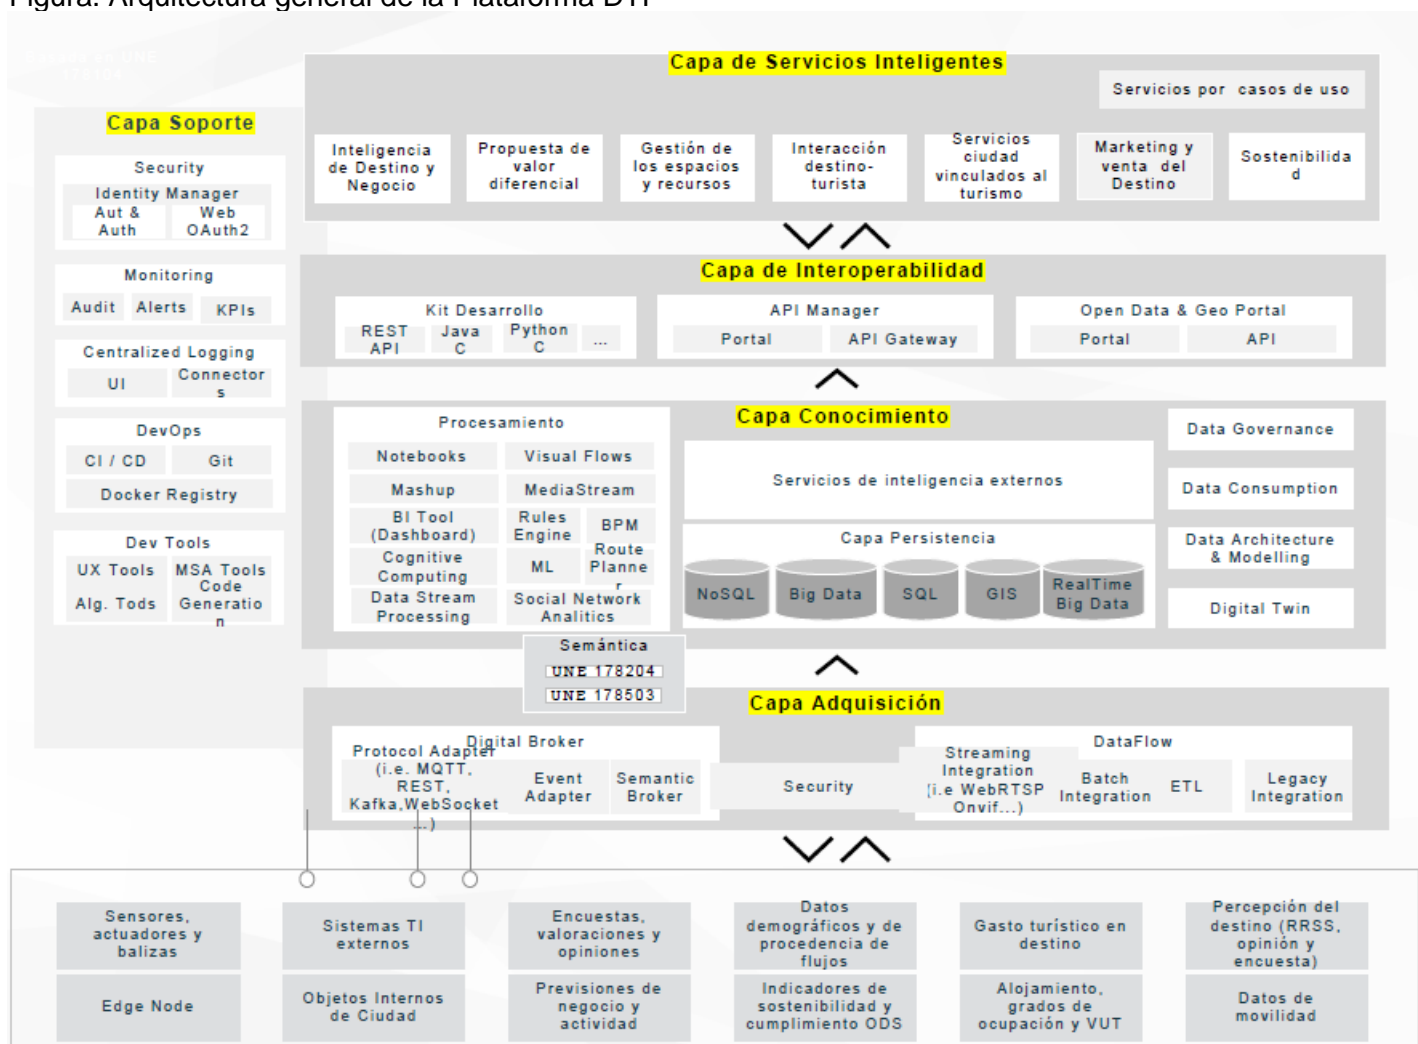 Figura: Arquitectura general de la Plataforma DTI
Capa de Servicios Inteligentes
Servicios por casos de uso
Inteligencia
de Destino y
Negocio
Propuesta de
valor
diferencial
Gestión de
los espacios
y recursos
Interacción
destino-
turista
Servicios
ciudad
vinculados al
turismo
Marketing y
venta del
Destino
Sostenibilida
d
Capa Soporte
Security
Identity Manager
Aut &
Auth
Web
OAuth2
Monitoring
Audit
Alerts
KPIs
Centralized Logging
UI
Connector
s
DevOps
CI / CD
Git
Docker Registry
Dev Tools
UX Tools
MSA Tools
Alg. Tods
Code
Generatio
n
Capa de Interoperabilidad
Kit Desarrollo
REST
API
Java
C
Python
C
...
API Manager
Portal
API Gateway
Open Data & Geo Portal
Portal
API
Capa Conocimiento
Procesamiento
Notebooks
Visual Flows
Mashup
MediaStream
BI Tool
(Dashboard)
Rules
Engine
BPM
Cognitive
Computing
ML
Route
Planne
r
Data Stream
Processing
Social Network
Analitics
Servicios de inteligencia externos
Capa Persistencia
NoSQL
Big Data
SQL
GIS
RealTime
Big Data
Data Governance
Data Consumption
Data Architecture
& Modelling
Digital Twin
Semántica
UNE 178204
UNE 178503
Capa Adquisición
Digital Broker
Protocol Adapter
(i.e. MQTT,
REST,
Kafka,WebSocket
...)
Event
Adapter
Semantic
Broker
Security
DataFlow
Streaming
Integration
(i.e WebRTSP
Onvif...)
Batch
Integration
ETL
Legacy
Integration
Sensores,
actuadores y
balizas
Sistemas TI
externos
Encuestas,
valoraciones y
opiniones
Datos
demográficos y de
procedencia de
flujos
Gasto turístico en
destino
Percepción del
destino (RRSS,
opinión y
encuesta)
Edge Node
Objetos Internos
de Ciudad
Previsiones de
negocio y
actividad
Indicadores de
sostenibilidad y
cumplimiento ODS
Alojamiento,
grados de
ocupación y VUT
Datos de
movilidad